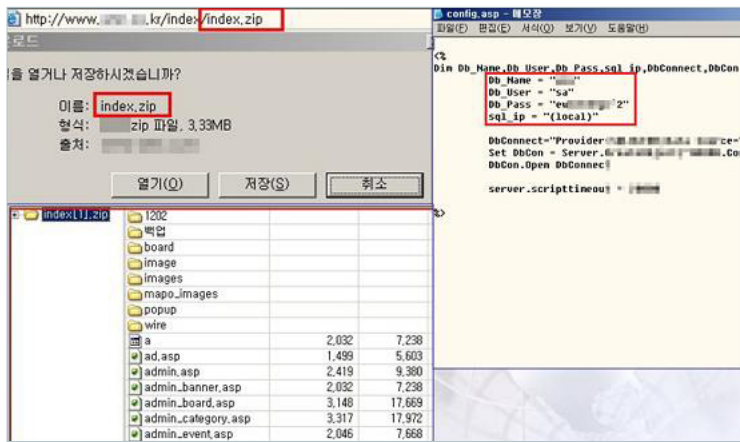 http://www. .kr/index/index.zip
로드
을 열거나 저장하시겠습니까?
이름: index.zip
형식: zip 파일, 3,33MB
출처:
열기(O) 저장(S) 취소
index[1].zip
1202
백업
board
image
images
mapo_images
popup
wire
a 2,032 7,238
ad.asp 1,499 5,603
admin.asp 2,419 9,380
admin_banner.asp 2,032 7,238
admin_board.asp 3,148 17,669
admin_category.asp 3,317 17,972
admin_event.asp 2,046 7,668
config.asp - 메모장
파일(F) 편집(E) 서식(O) 보기(V) 도움말(H)
<%
Dim Db_Name,Db_User,Db_Pass,sql_ip,DbConnect,DbCon
Db_Name = "
Db_User = "sa"
Db_Pass = "ew 2"
sql_ip = "(local)"
DbConnect="Provider ce=
Set DbCon = Server. .Co
DbCon.Open DbConnec
server.scripttimeout =
%>